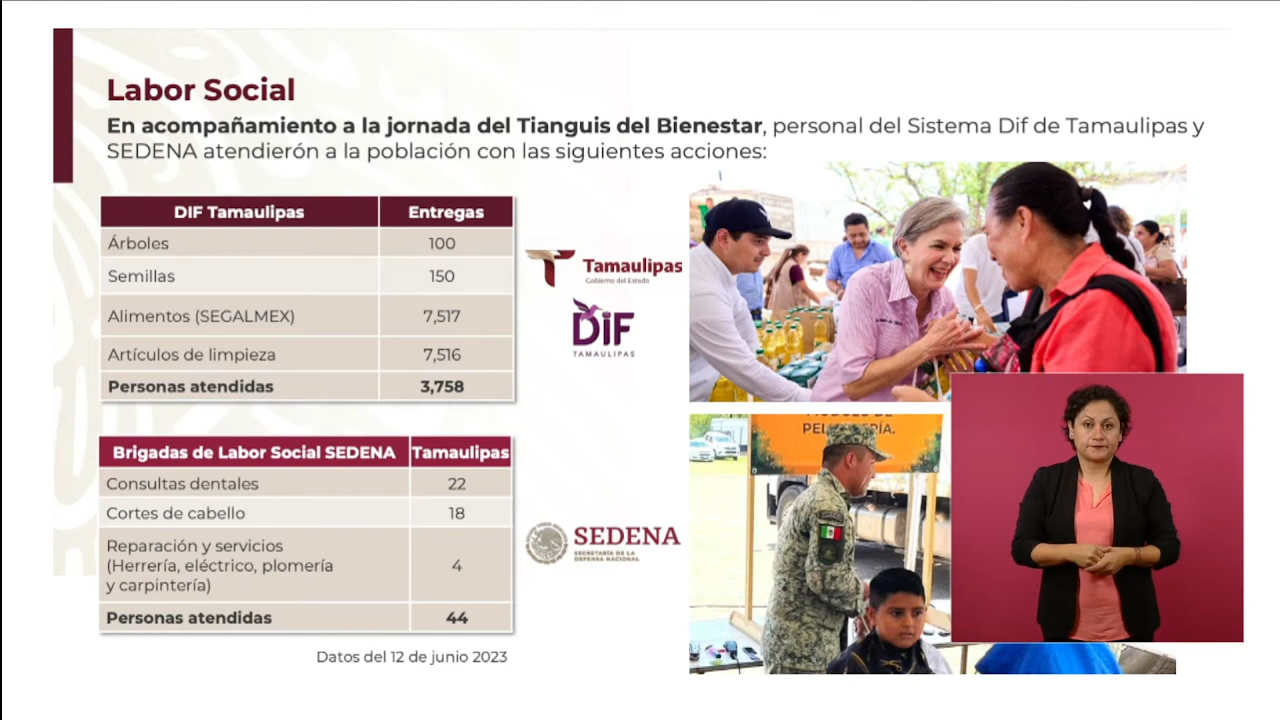 Labor Social
En acompañamiento a la jornada del Tianguis del Bienestar, personal del Sistema Dif de Tamaulipas y
SEDENA atendierón a la población con las siguientes acciones:
DIF Tamaulipas Entregas
Árboles 100
Semillas 150
Alimentos (SEGALMEX) 7,517
Artículos de limpieza 7,516
Personas atendidas 3,758
Tamaulipas
Gobierno del Estado
DiF
TAMAULIPAS
Brigadas de Labor Social SEDENA Tamaulipas
Consultas dentales 22
Cortes de cabello 18
Reparación y servicios
(Herrería, eléctrico, plomería
y carpintería) 4
Personas atendidas 44
SEDENA
SECRETARÍA DE LA
DEFENSA NACIONAL
Datos del 12 de junio 2023
MÓDULO DE